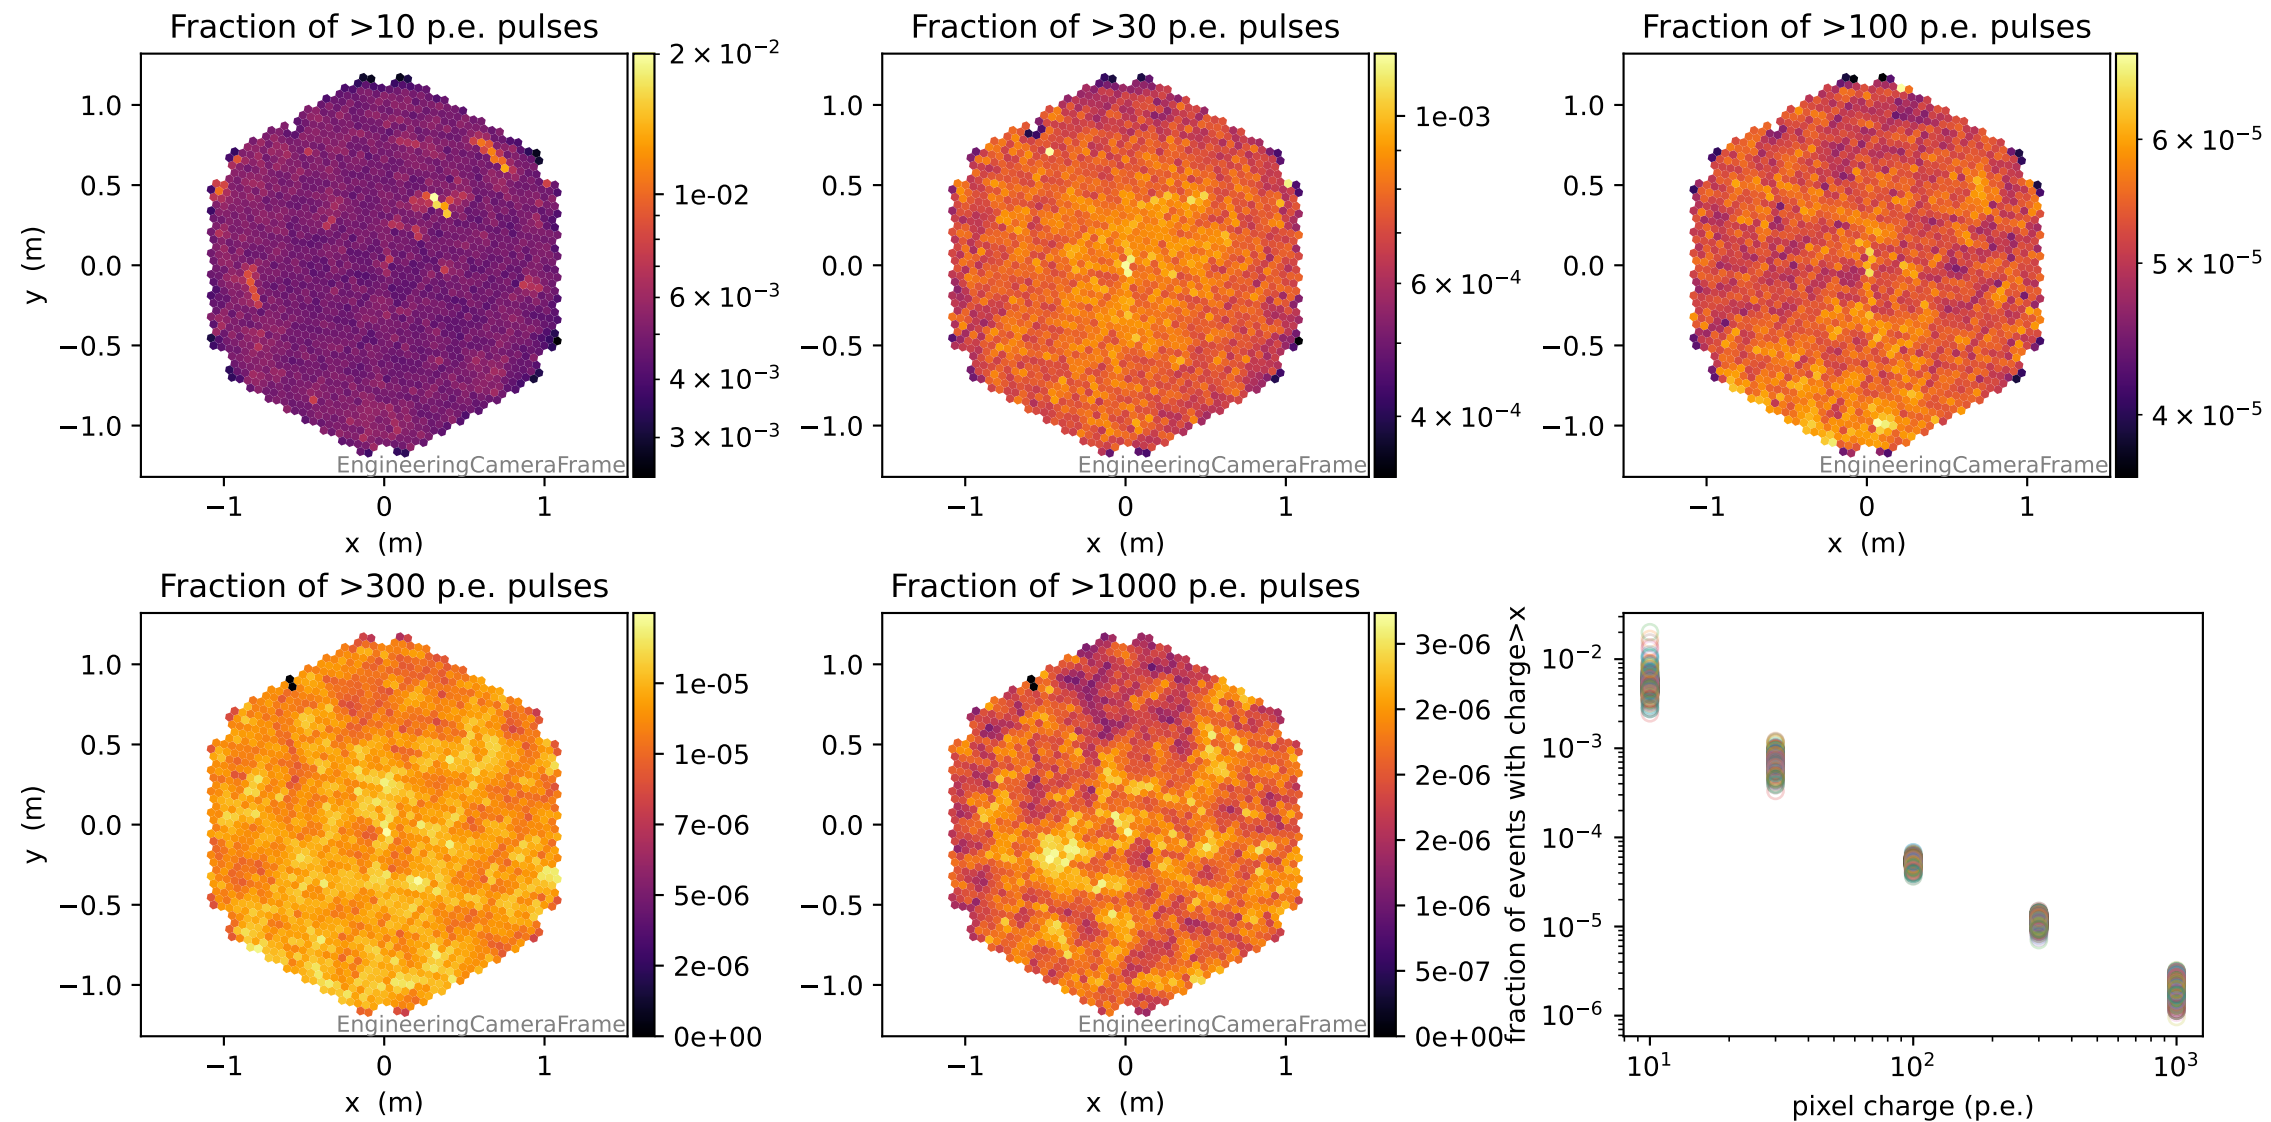 Fraction of >10 p.e. pulses
1.0
0.5
0.0
−0.5
−1.0
y (m)
−1
0
1
x (m)
EngineeringCameraFrame
2 × 10⁻²
1e-02
6 × 10⁻³
4 × 10⁻³
3 × 10⁻³
Fraction of >30 p.e. pulses
1.0
0.5
0.0
−0.5
−1.0
−1
0
1
x (m)
EngineeringCameraFrame
1e-03
6 × 10⁻⁴
4 × 10⁻⁴
Fraction of >100 p.e. pulses
1.0
0.5
0.0
−0.5
−1.0
−1
0
1
x (m)
EngineeringCameraFrame
6 × 10⁻⁵
5 × 10⁻⁵
4 × 10⁻⁵
Fraction of >300 p.e. pulses
1.0
0.5
0.0
−0.5
−1.0
y (m)
−1
0
1
x (m)
EngineeringCameraFrame
1e-05
1e-05
7e-06
5e-06
2e-06
0e+00
Fraction of >1000 p.e. pulses
1.0
0.5
0.0
−0.5
−1.0
−1
0
1
x (m)
EngineeringCameraFrame
3e-06
2e-06
2e-06
2e-06
1e-06
5e-07
0e+00
fraction of events with charge>x
10⁻²
10⁻³
10⁻⁴
10⁻⁵
10⁻⁶
10¹
10²
10³
pixel charge (p.e.)